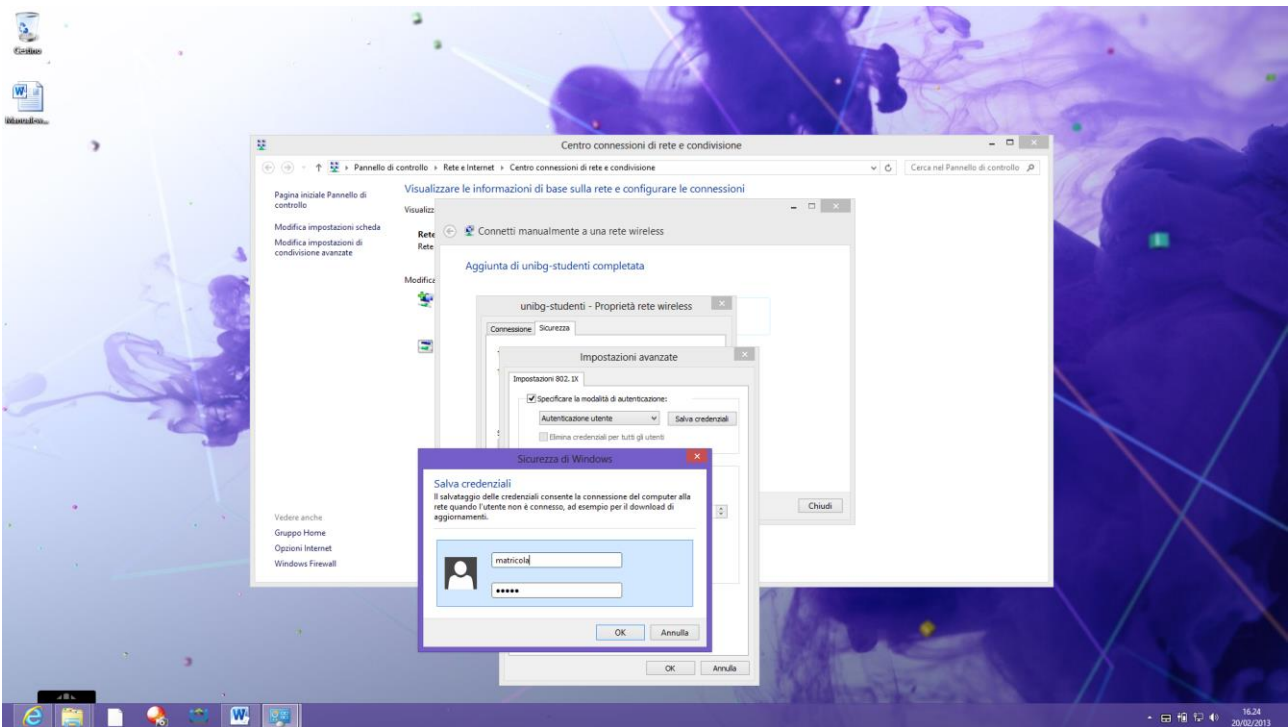 Cestino
Centro connessioni di rete e condivisione
Pannello di controllo
Rete e Internet
Centro connessioni di rete e condivisione
Cerca nel Pannello di controllo
Pagina iniziale Pannello di
controllo
Modifica impostazioni scheda
Modifica impostazioni di
condivisione avanzate
Visualizzare le informazioni di base sulla rete e configurare le connessioni
Visualizz
Rete
Rete
Modifica
Connetti manualmente a una rete wireless
Aggiunta di unibg-studenti completata
unibg-studenti - Proprietà rete wireless
Connessione
Sicurezza
Impostazioni avanzate
Impostazioni 802.1X
Specificare la modalità di autenticazione:
Autenticazione utente
Salva credenziali
Elimina credenziali per tutti gli utenti
Sicurezza di Windows
Salva credenziali
Il salvataggio delle credenziali consente la connessione del computer alla
rete quando l'utente non è connesso, ad esempio per il download di
aggiornamenti.
matricola
•••••
OK
Annulla
OK
Annulla
Chiudi
Vedere anche
Gruppo Home
Opzioni Internet
Windows Firewall
16.24
20/02/2013